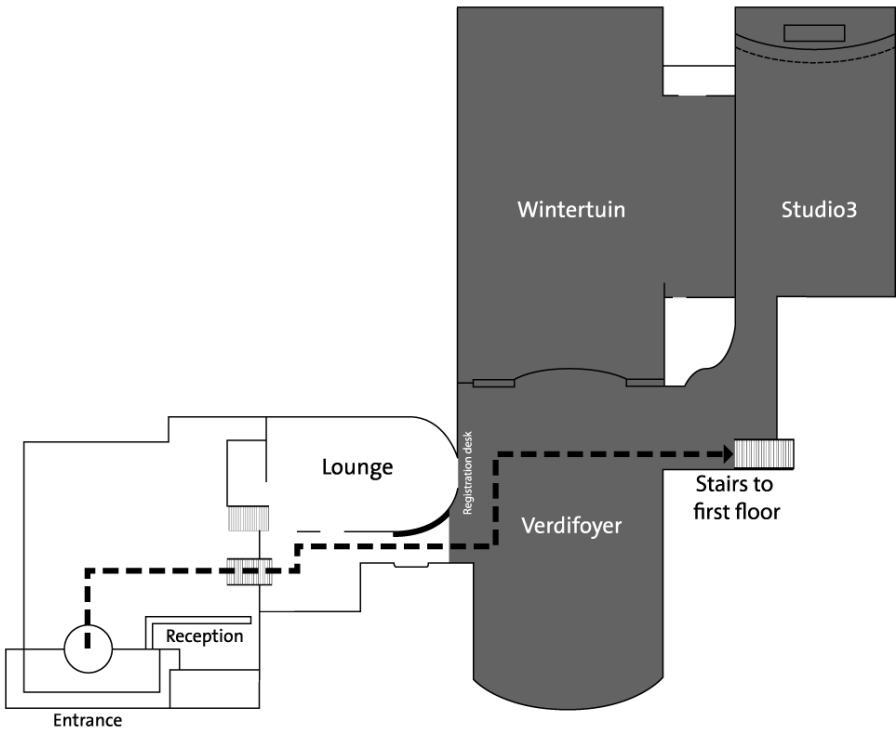 Wintertuin
Studio3
Lounge
Registration desk
Stairs to
first floor
Verdifoyer
Reception
Entrance